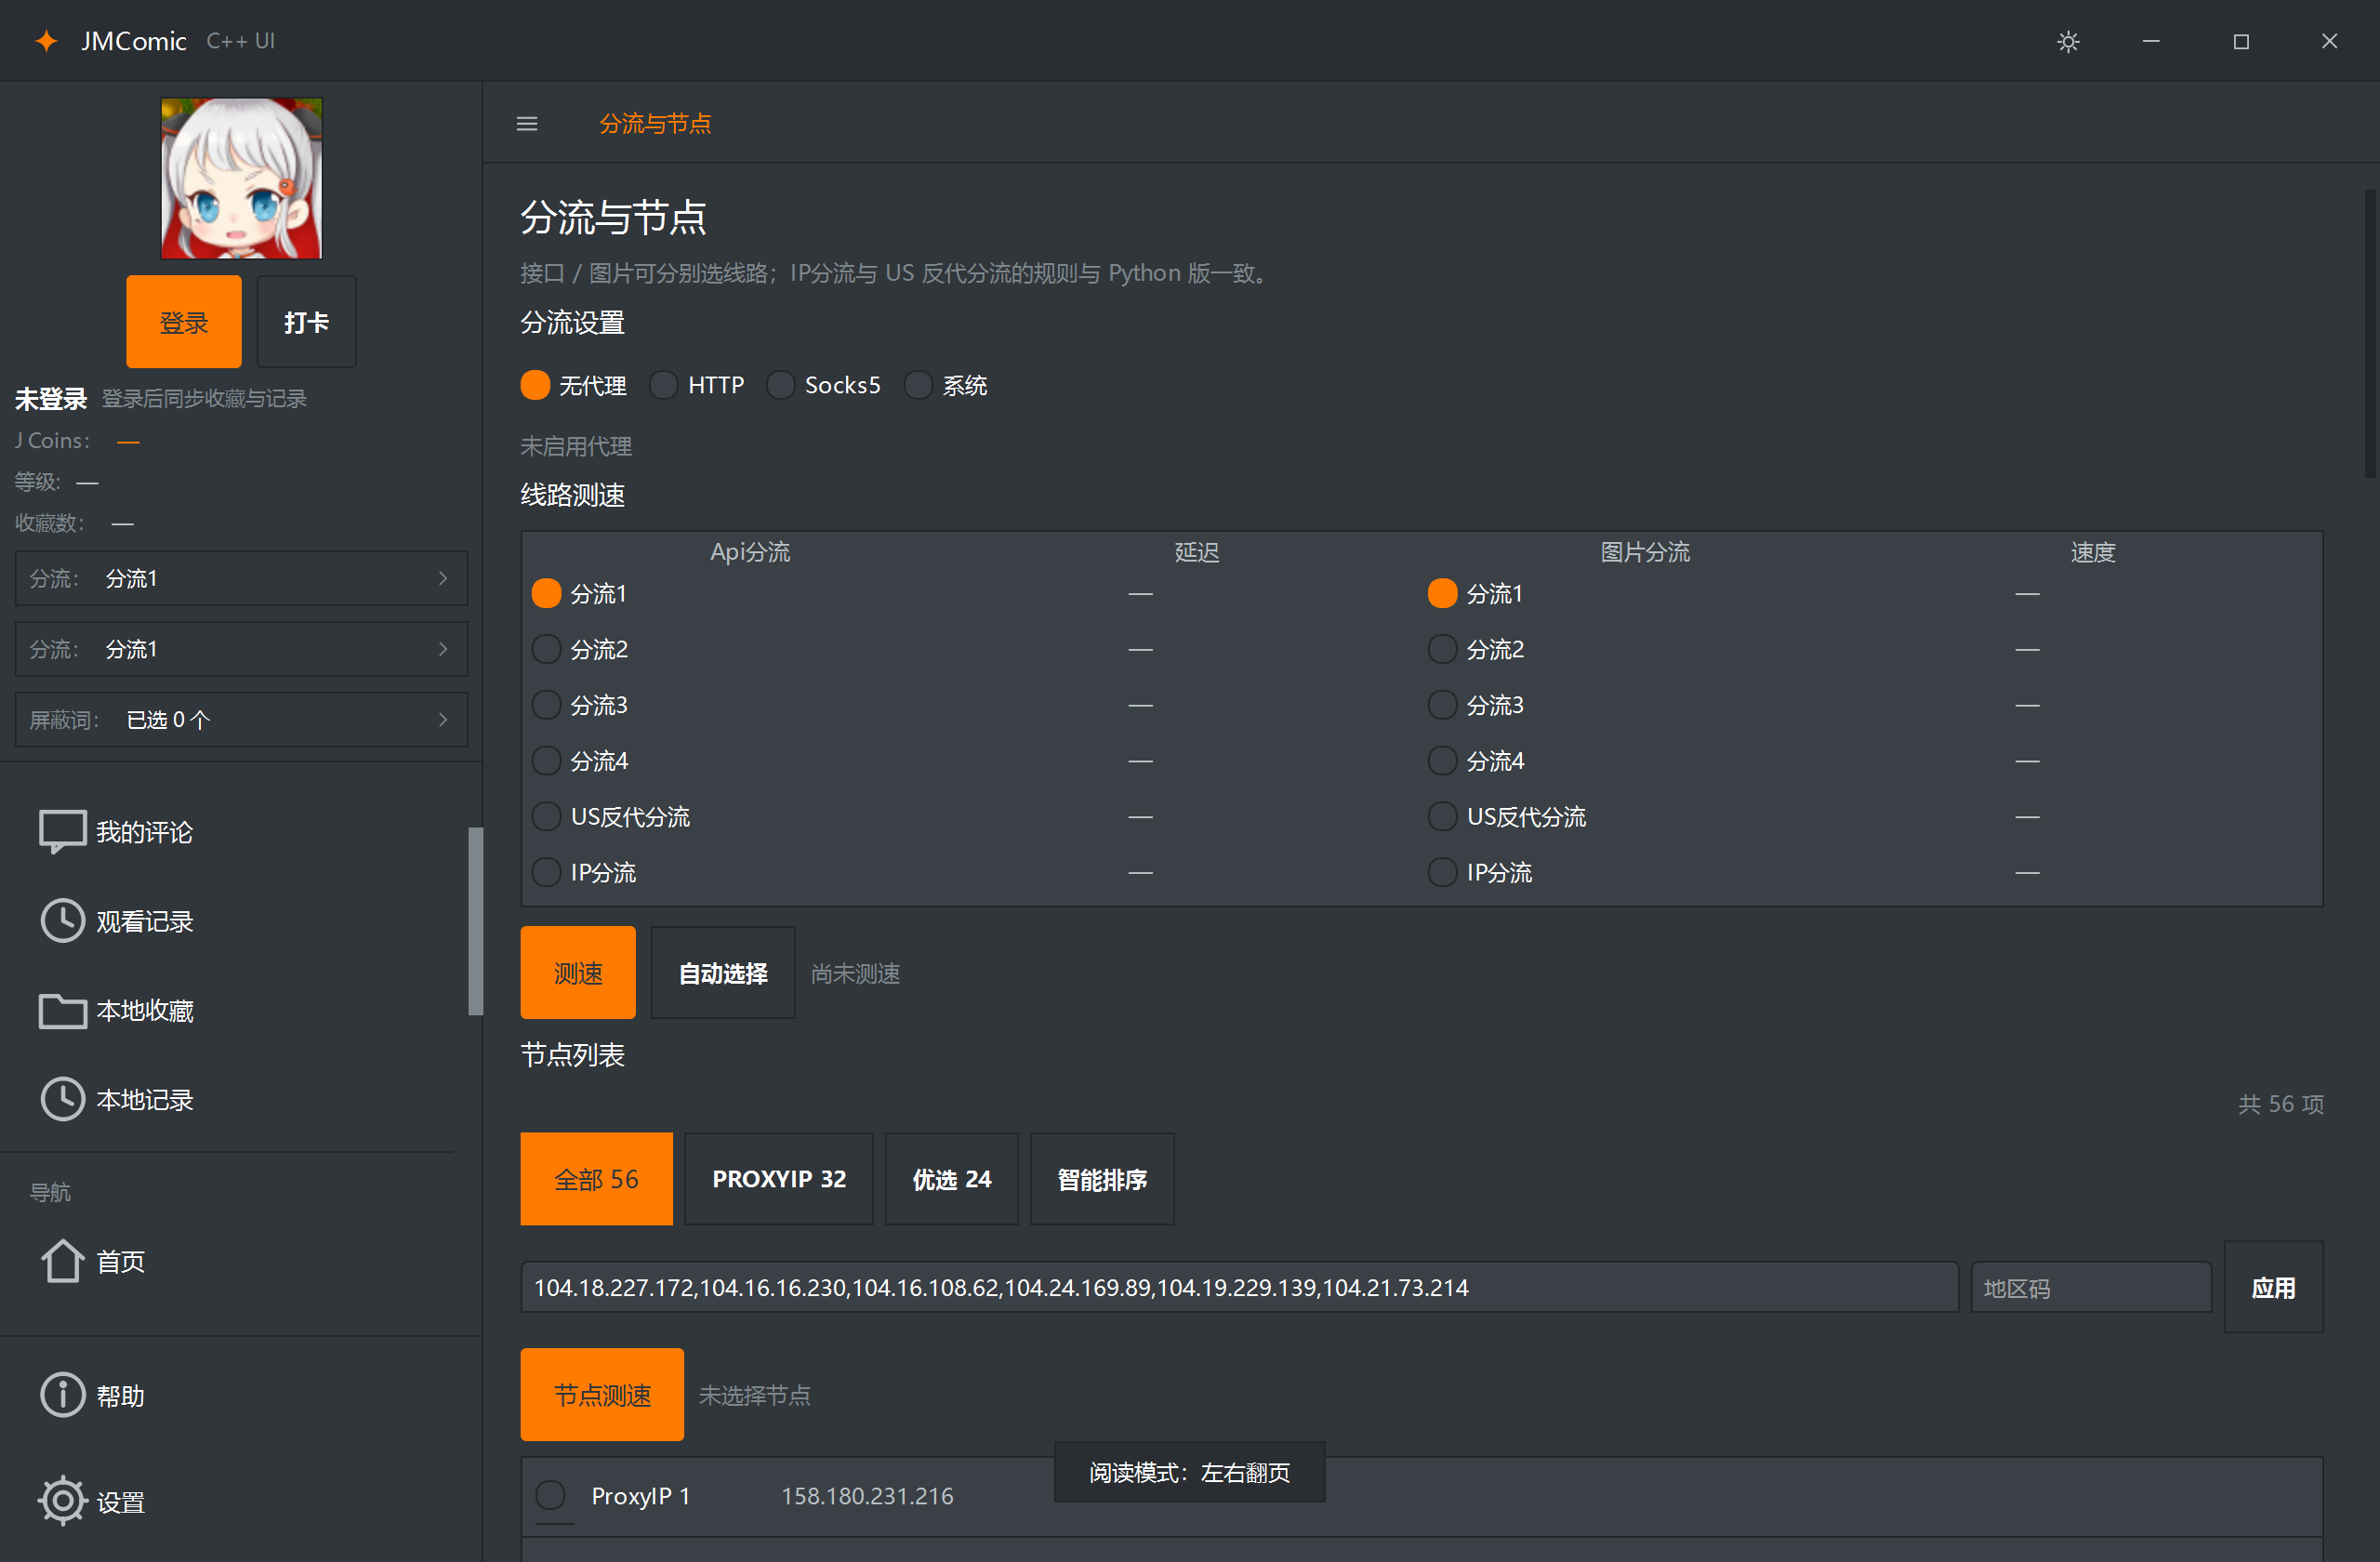 JMComic C++ UI
登录 打卡
未登录 登录后同步收藏与记录
J Coins: —
等级: —
收藏数: —
分流: 分流1
分流: 分流1
屏蔽词: 已选 0 个
我的评论
观看记录
本地收藏
本地记录
导航
首页
帮助
设置
分流与节点
分流与节点
接口 / 图片可分别选线路；IP分流与 US 反代分流的规则与 Python 版一致。
分流设置
无代理 HTTP Socks5 系统
未启用代理
线路测速
Api分流 延迟 图片分流 速度
分流1 — 分流1 —
分流2 — 分流2 —
分流3 — 分流3 —
分流4 — 分流4 —
US反代分流 — US反代分流 —
IP分流 — IP分流 —
测速 自动选择 尚未测速
节点列表
共 56 项
全部 56 PROXYIP 32 优选 24 智能排序
104.18.227.172,104.16.16.230,104.16.108.62,104.24.169.89,104.19.229.139,104.21.73.214 地区码 应用
节点测速 未选择节点
阅读模式：左右翻页
ProxyIP 1 158.180.231.216